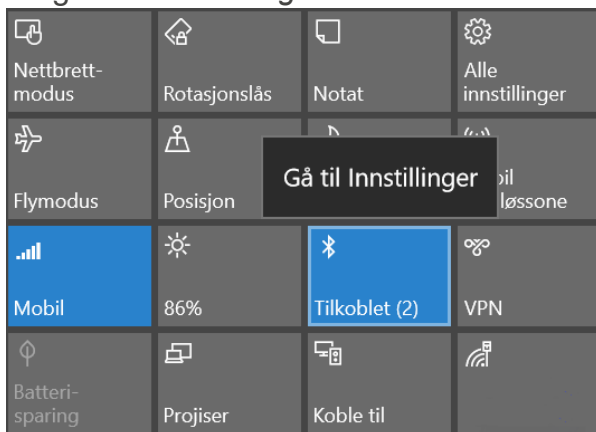 Nettbrett-
modus
Rotasjonslås
Notat
Alle
innstillinger
Flymodus
Posisjon
Gå til Innstillinger
Mobil
86%
Tilkoblet (2)
VPN
Batteri-
sparing
Projiser
Koble til